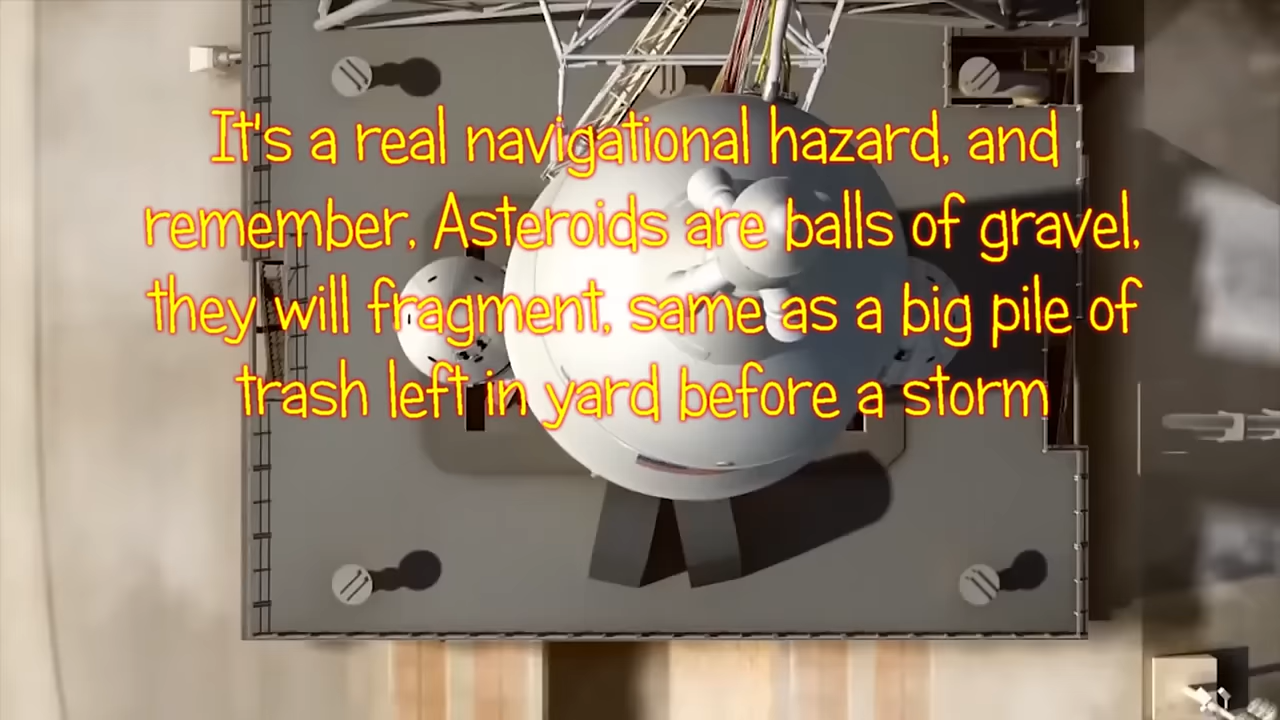 It's a real navigational hazard, and
remember, Asteroids are balls of gravel,
they will fragment, same as a big pile of
trash left in yard before a storm